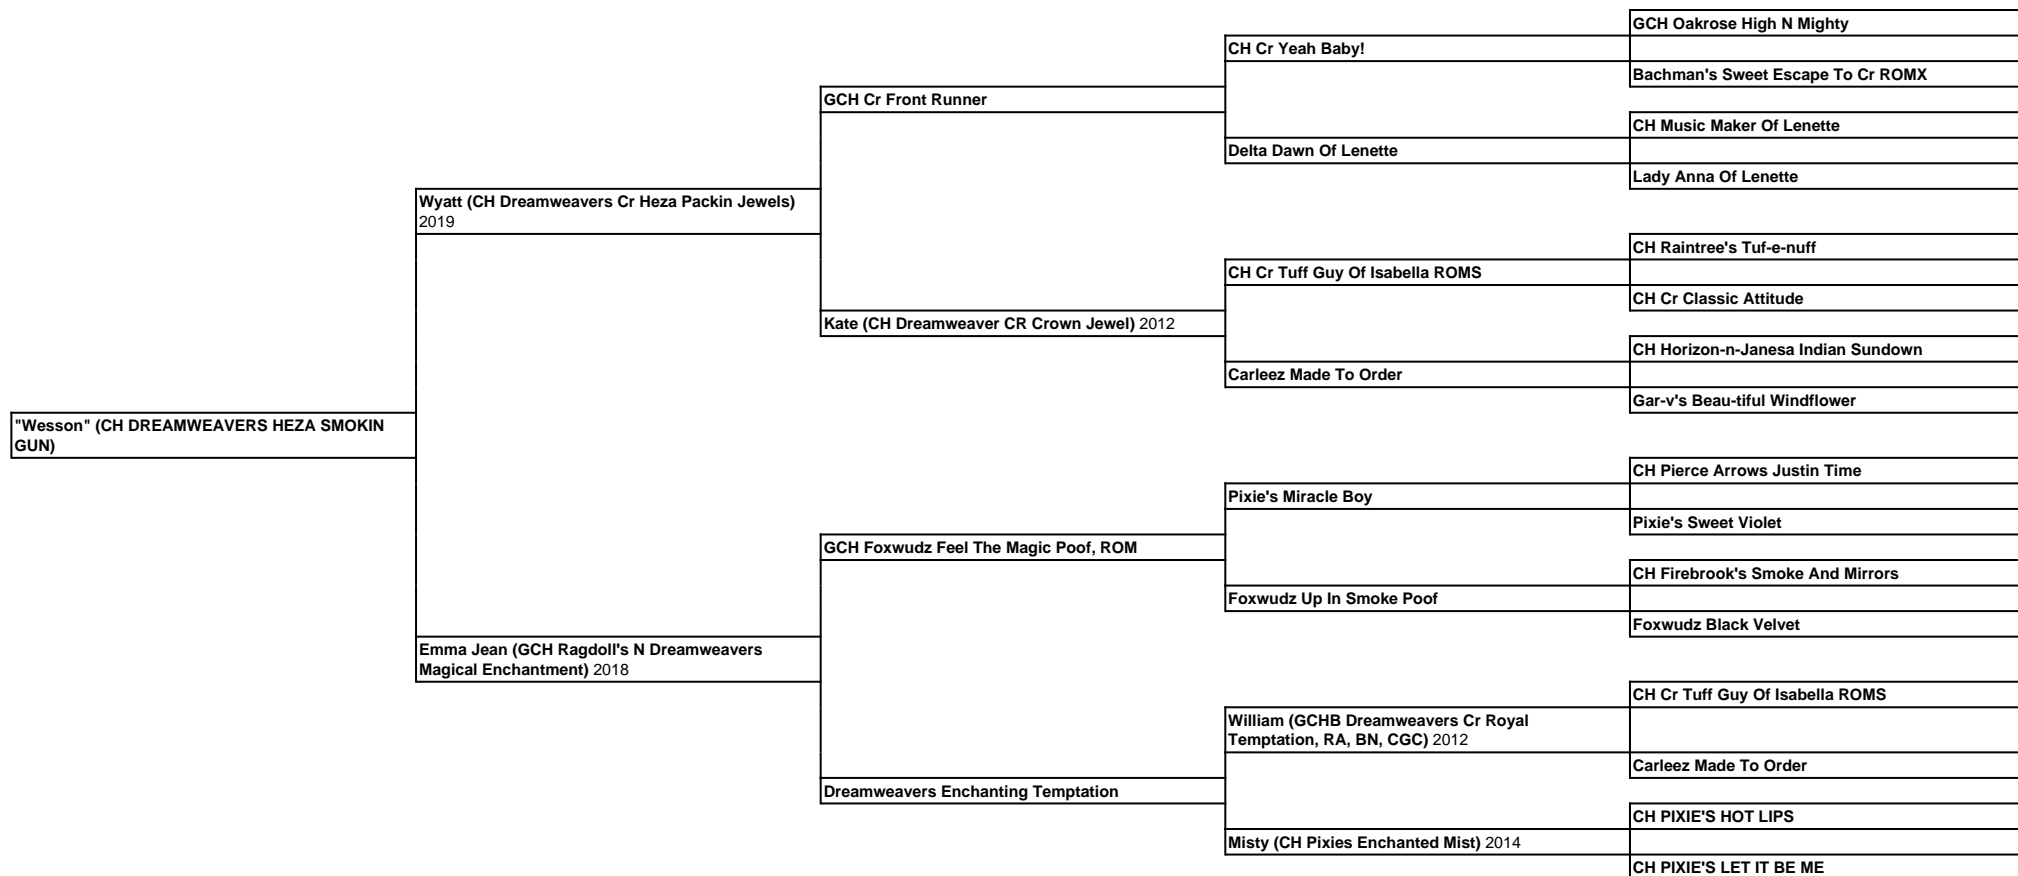 GCH Oakrose High N Mighty
CH Cr Yeah Baby!
Bachman's Sweet Escape To Cr ROMX
GCH Cr Front Runner
CH Music Maker Of Lenette
Delta Dawn Of Lenette
Lady Anna Of Lenette
Wyatt (CH Dreamweavers Cr Heza Packin Jewels)
2019
CH Raintree's Tuf-e-nuff
CH Cr Tuff Guy Of Isabella ROMS
CH Cr Classic Attitude
Kate (CH Dreamweaver CR Crown Jewel) 2012
CH Horizon-n-Janesa Indian Sundown
Carleez Made To Order
Gar-v's Beau-tiful Windflower
"Wesson" (CH DREAMWEAVERS HEZA SMOKIN
GUN)
CH Pierce Arrows Justin Time
Pixie's Miracle Boy
Pixie's Sweet Violet
GCH Foxwudz Feel The Magic Poof, ROM
CH Firebrook's Smoke And Mirrors
Foxwudz Up In Smoke Poof
Foxwudz Black Velvet
Emma Jean (GCH Ragdoll's N Dreamweavers
Magical Enchantment) 2018
CH Cr Tuff Guy Of Isabella ROMS
William (GCHB Dreamweavers Cr Royal
Temptation, RA, BN, CGC) 2012
Carleez Made To Order
Dreamweavers Enchanting Temptation
CH PIXIE'S HOT LIPS
Misty (CH Pixies Enchanted Mist) 2014
CH PIXIE'S LET IT BE ME